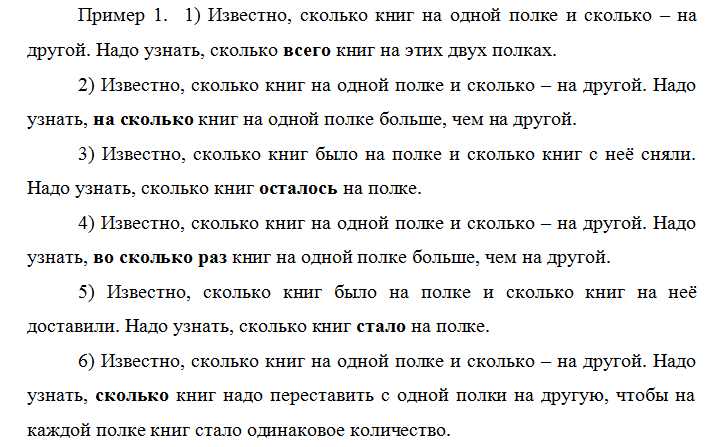 Пример 1. 1) Известно, сколько книг на одной полке и сколько – на
другой. Надо узнать, сколько всего книг на этих двух полках.
2) Известно, сколько книг на одной полке и сколько – на другой. Надо
узнать, на сколько книг на одной полке больше, чем на другой.
3) Известно, сколько книг было на полке и сколько книг с неё сняли.
Надо узнать, сколько книг осталось на полке.
4) Известно, сколько книг на одной полке и сколько – на другой. Надо
узнать, во сколько раз книг на одной полке больше, чем на другой.
5) Известно, сколько книг было на полке и сколько книг на неё
доставили. Надо узнать, сколько книг стало на полке.
6) Известно, сколько книг на одной полке и сколько – на другой. Надо
узнать, сколько книг надо переставить с одной полки на другую, чтобы на
каждой полке книг стало одинаковое количество.